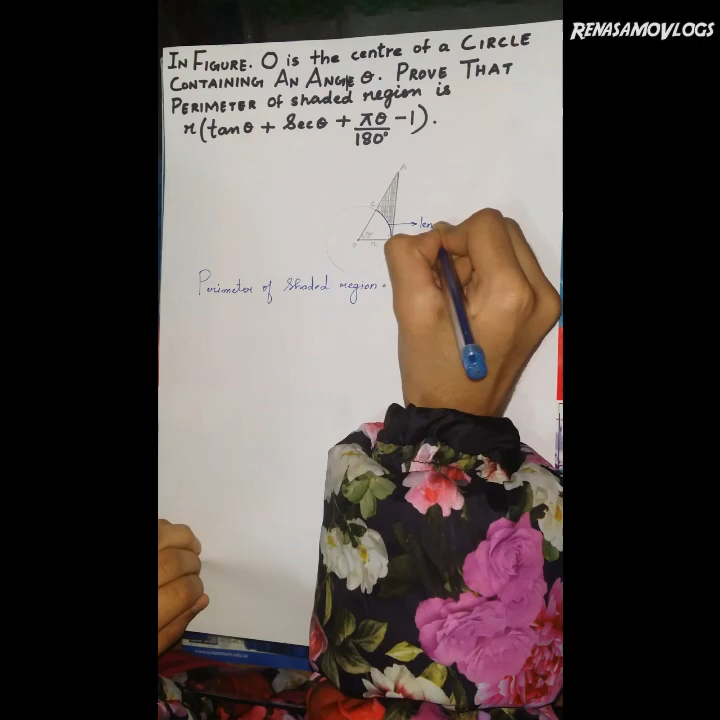 RENASAMOVLOGS
IN FIGURE. O is the centre of a CIRCLE
CONTAINING AN ANGLE θ. PROVE THAT
PERIMETER of shaded region is
r(tanθ + Secθ + πθ/180° -1).
A
C
θ
O r
len
Perimeter of shaded region =